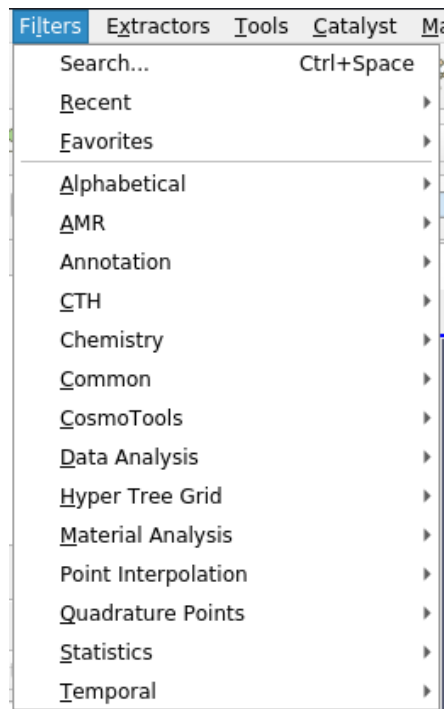 Filters Extractors Tools Catalyst Ma
Search... Ctrl+Space
Recent
Favorites
Alphabetical
AMR
Annotation
CTH
Chemistry
Common
CosmoTools
Data Analysis
Hyper Tree Grid
Material Analysis
Point Interpolation
Quadrature Points
Statistics
Temporal